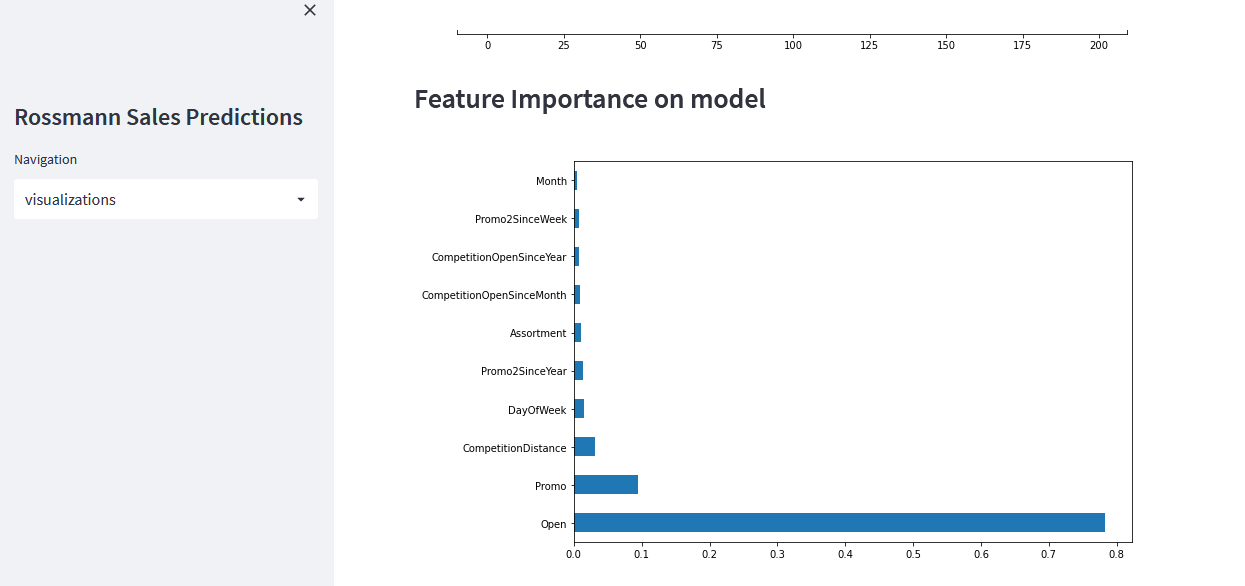 ×
Rossmann Sales Predictions
Navigation
visualizations
0 25 50 75 100 125 150 175 200
Feature Importance on model
Month
Promo2SinceWeek
CompetitionOpenSinceYear
CompetitionOpenSinceMonth
Assortment
Promo2SinceYear
DayOfWeek
CompetitionDistance
Promo
Open
0.0 0.1 0.2 0.3 0.4 0.5 0.6 0.7 0.8